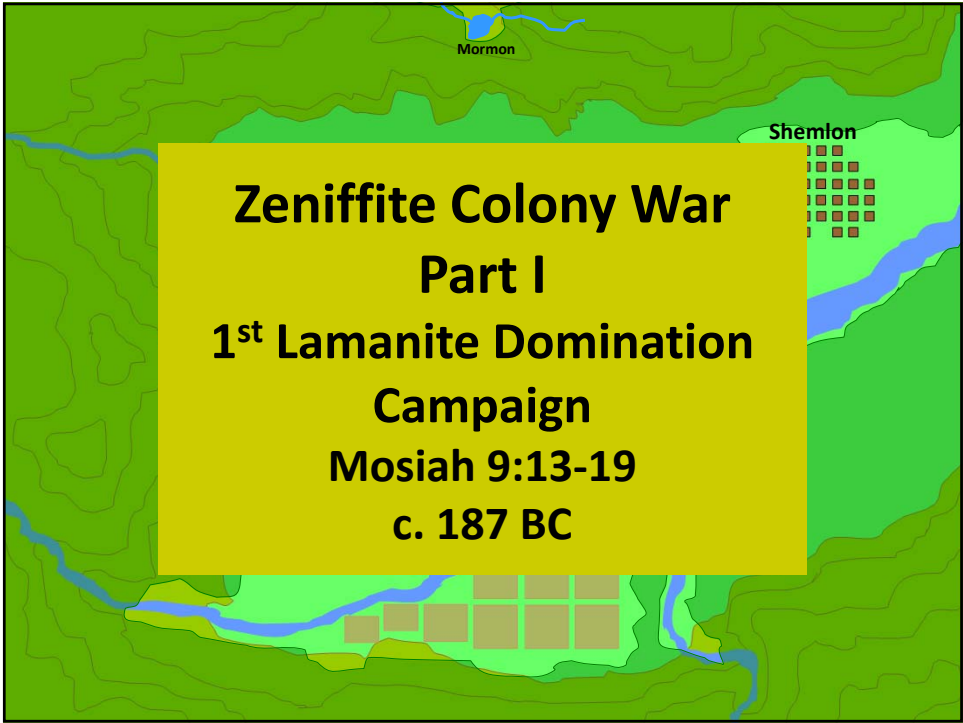 Mormon
Shemlon
Zeniffite Colony War
Part I
1st Lamanite Domination
Campaign
Mosiah 9:13-19
c. 187 BC